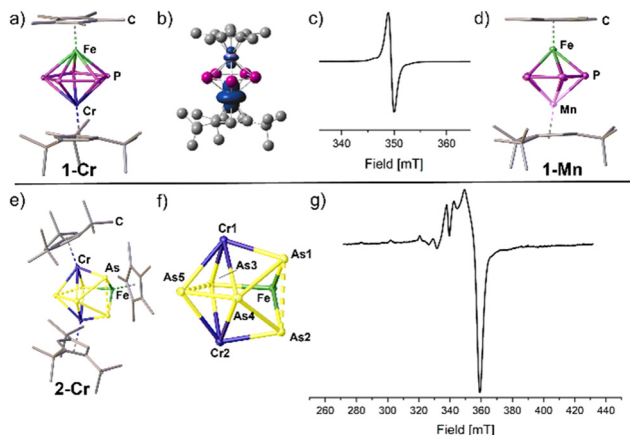 a)
C
Fe
P
Cr
1-Cr
b)
c)
340
350
360
Field [mT]
d)
C
Fe
P
Mn
1-Mn
e)
C
Cr
As
Fe
2-Cr
f)
Cr1
As1
As5
As3
Fe
As4
As2
Cr2
g)
260
280
300
320
340
360
380
400
420
440
Field [mT]